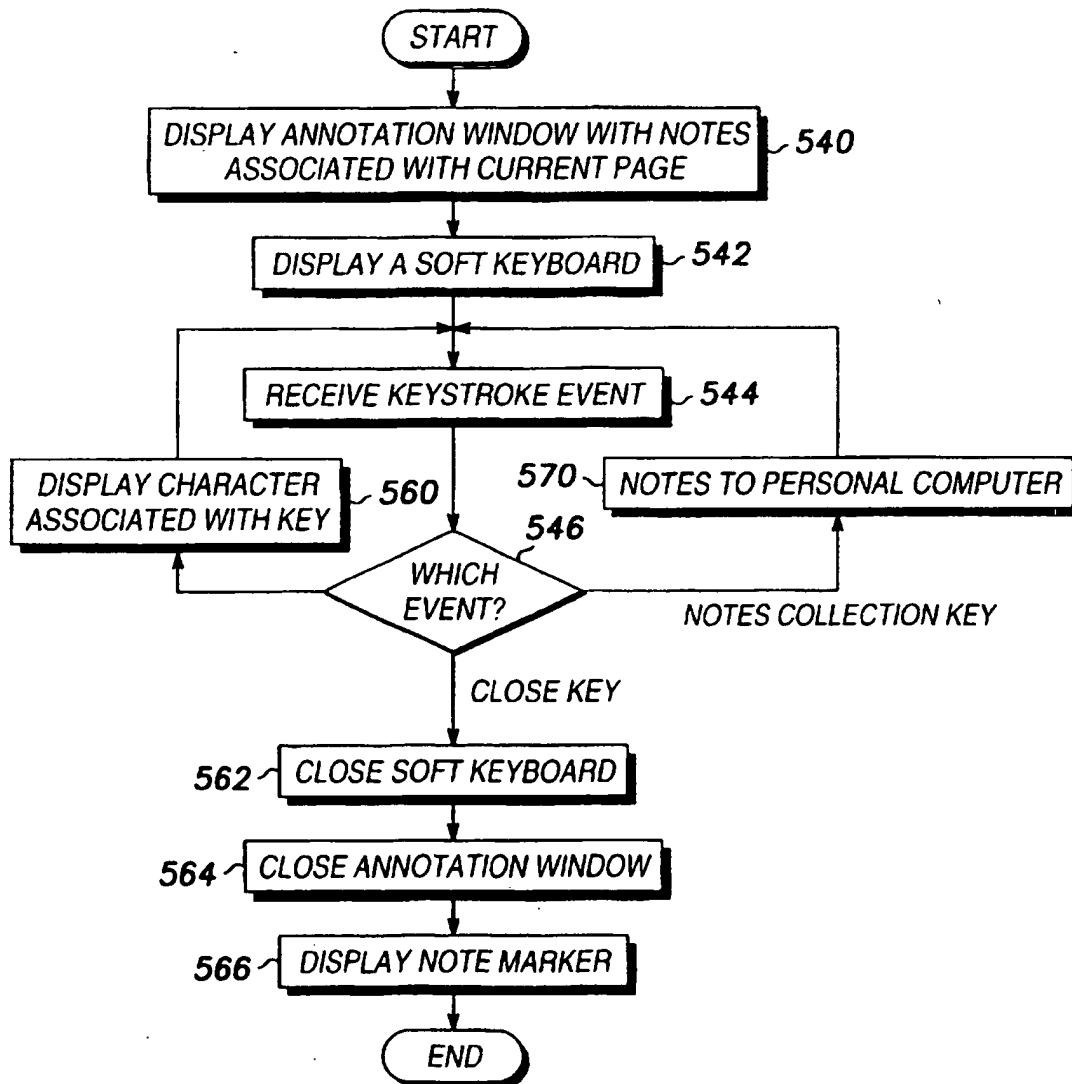 START
DISPLAY ANNOTATION WINDOW WITH NOTES
ASSOCIATED WITH CURRENT PAGE
540
DISPLAY A SOFT KEYBOARD
542
RECEIVE KEYSTROKE EVENT
544
DISPLAY CHARACTER
ASSOCIATED WITH KEY
560
570
NOTES TO PERSONAL COMPUTER
546
WHICH
EVENT?
NOTES COLLECTION KEY
CLOSE KEY
562
CLOSE SOFT KEYBOARD
564
CLOSE ANNOTATION WINDOW
566
DISPLAY NOTE MARKER
END